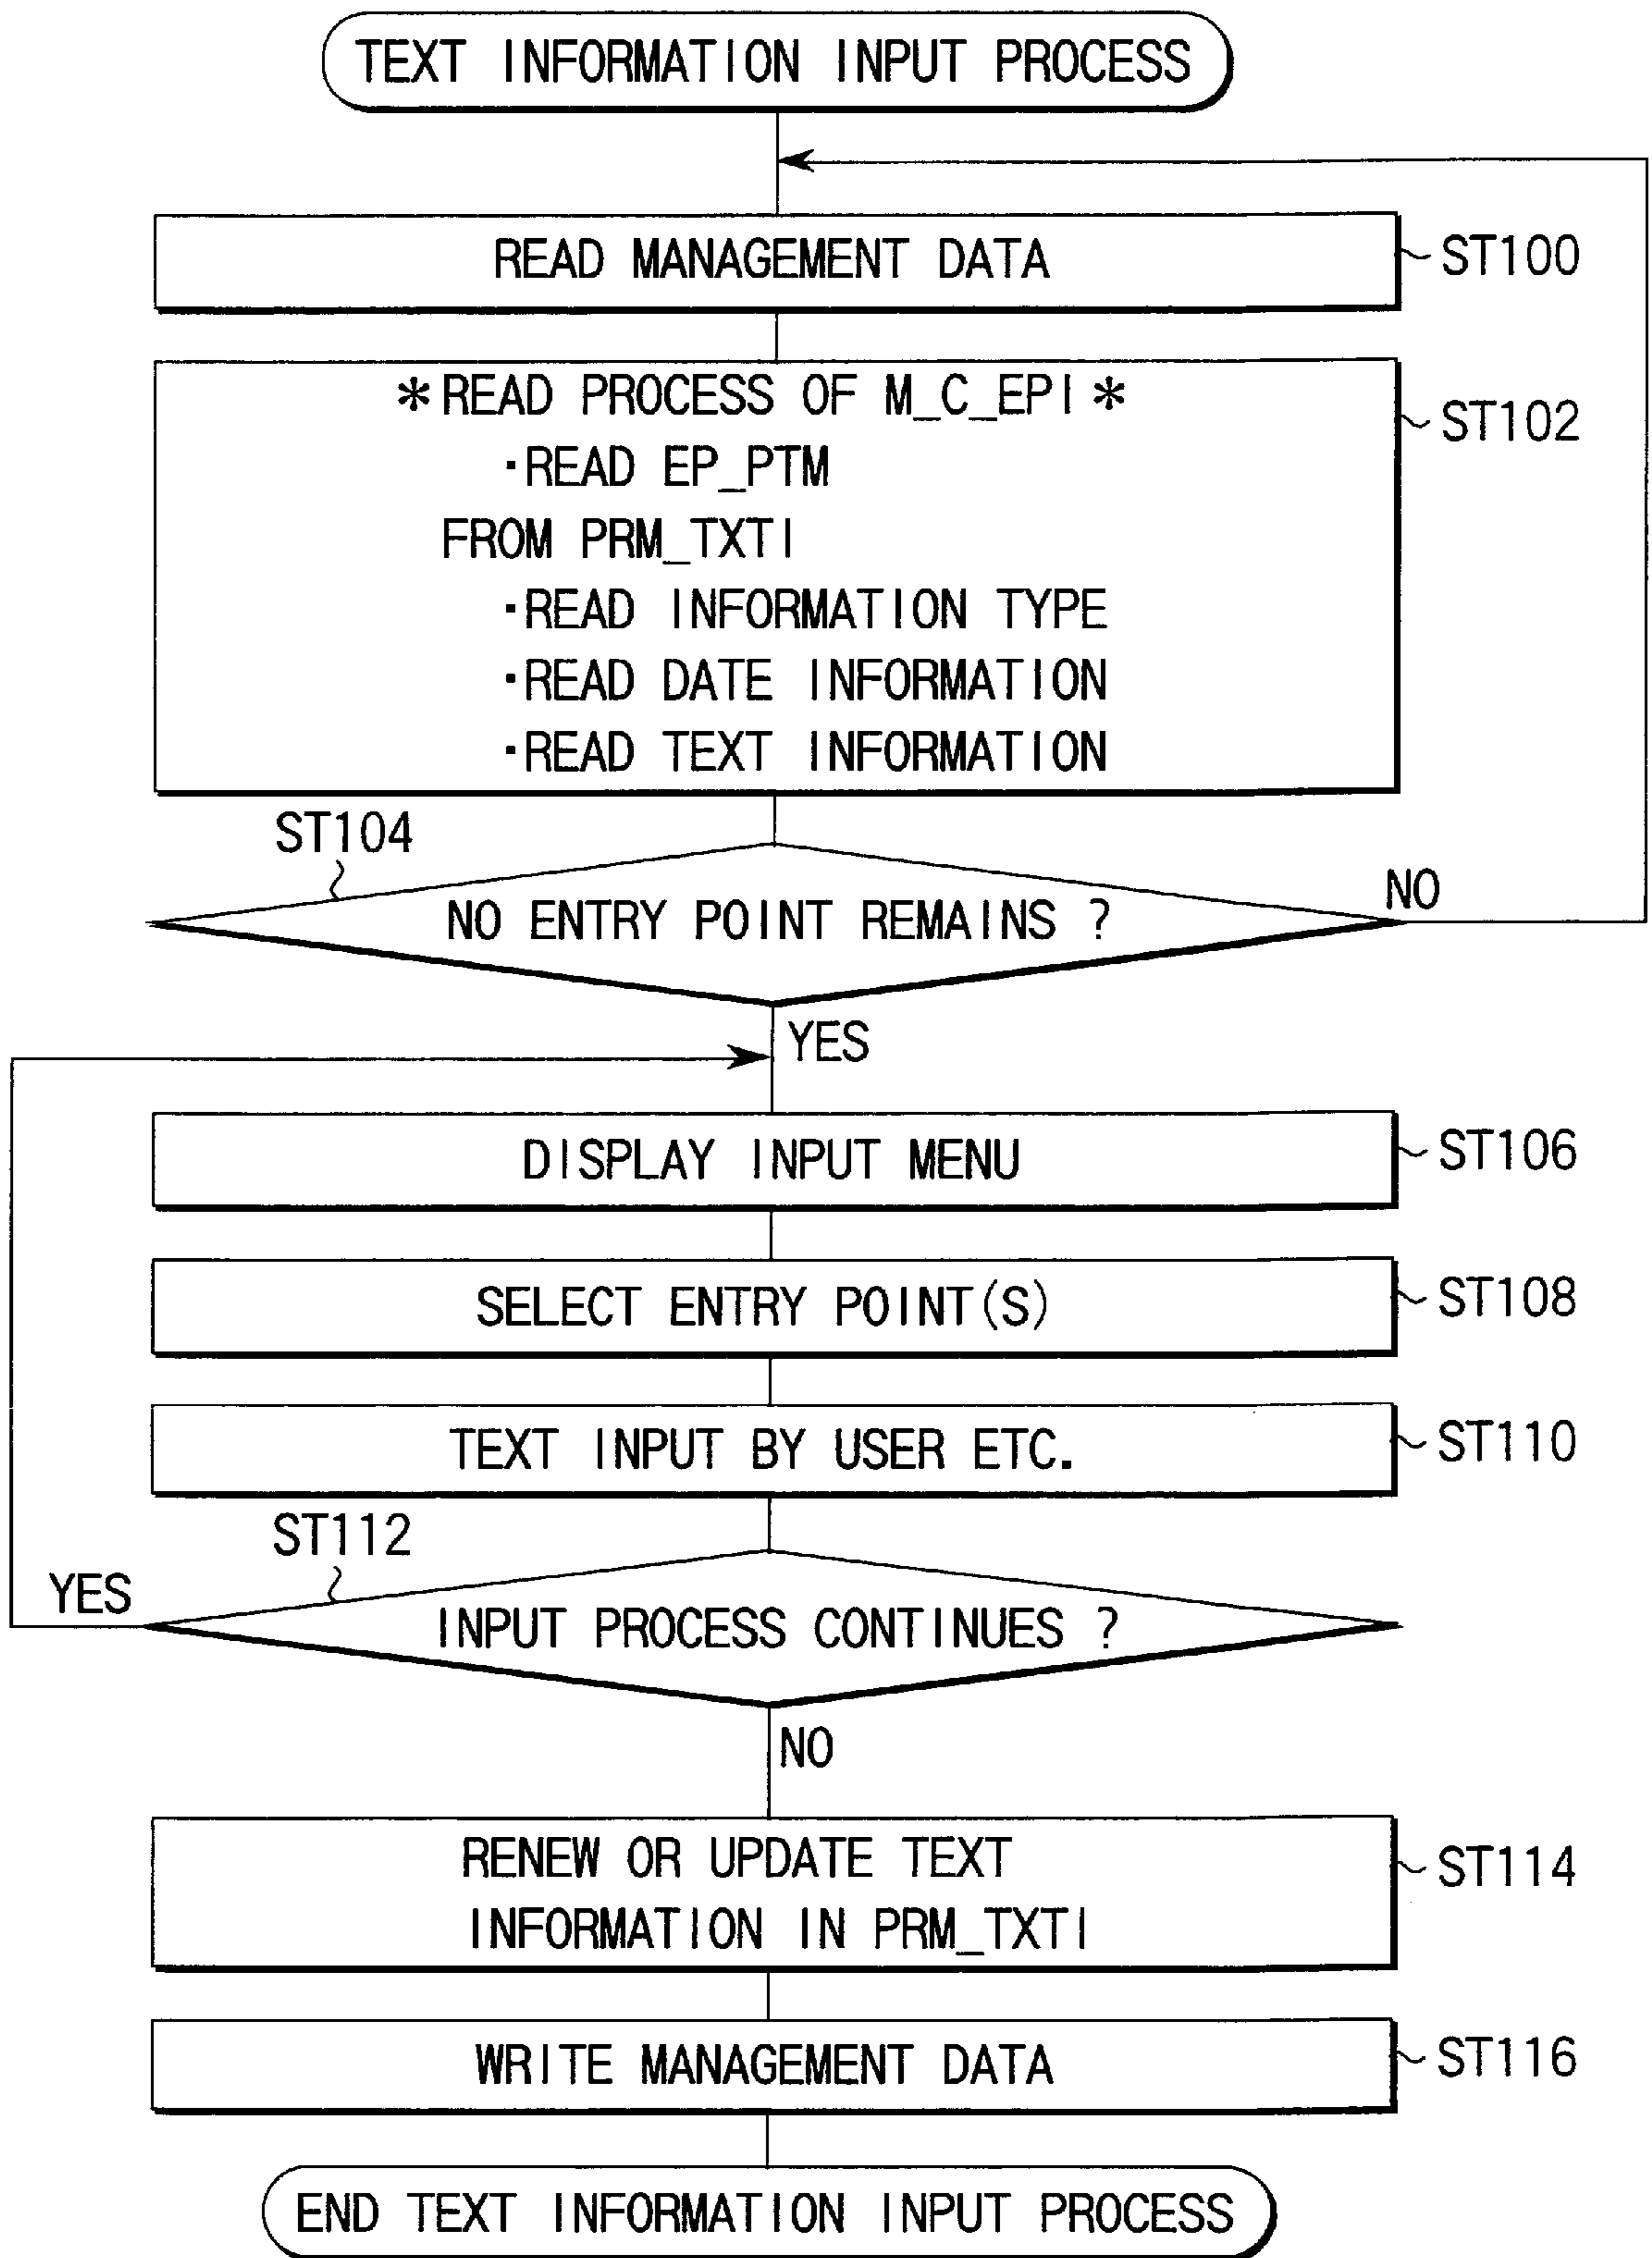 TEXT INFORMATION INPUT PROCESS
READ MANAGEMENT DATA
ST100
*READ PROCESS OF M_C_EPI*
·READ EP_PTM
FROM PRM_TXTI
·READ INFORMATION TYPE
·READ DATE INFORMATION
·READ TEXT INFORMATION
ST102
ST104
NO ENTRY POINT REMAINS ?
NO
YES
DISPLAY INPUT MENU
ST106
SELECT ENTRY POINT(S)
ST108
TEXT INPUT BY USER ETC.
ST110
ST112
YES
INPUT PROCESS CONTINUES ?
NO
RENEW OR UPDATE TEXT
INFORMATION IN PRM_TXTI
ST114
WRITE MANAGEMENT DATA
ST116
END TEXT INFORMATION INPUT PROCESS